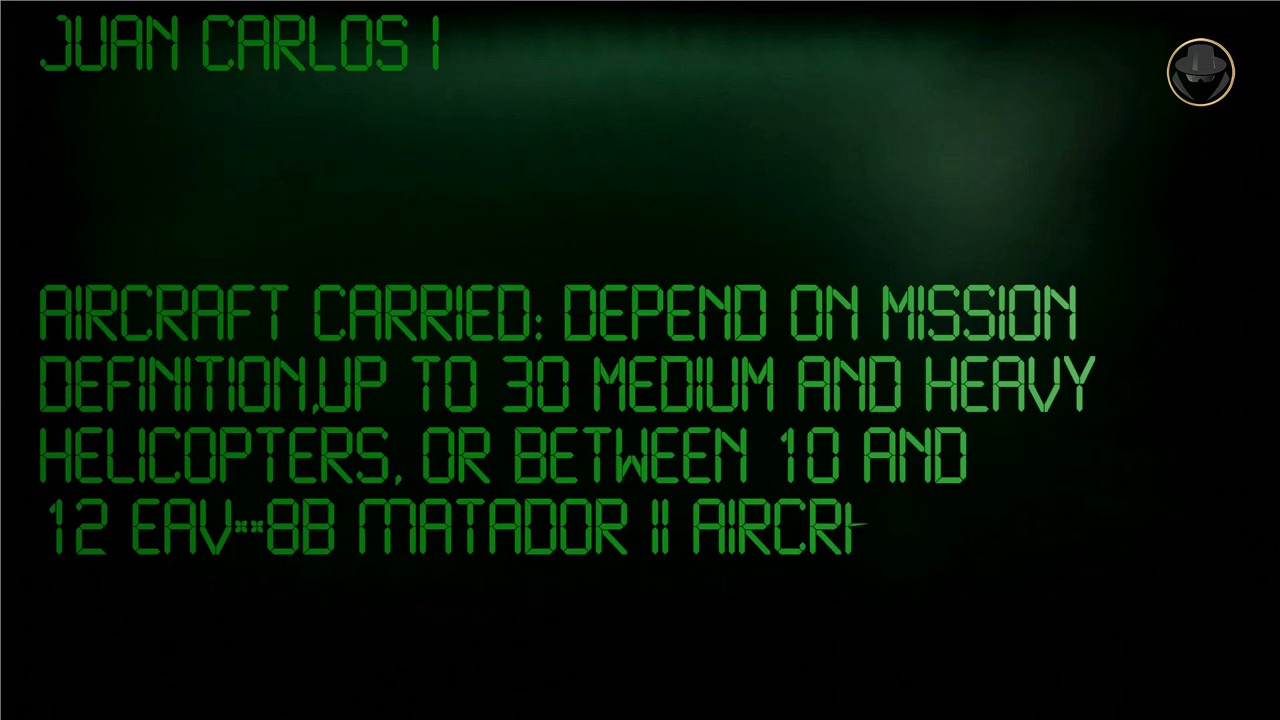 JUAN CARLOS I
AIRCRAFT CARRIED: DEPEND ON MISSION
DEFINITION,UP TO 30 MEDIUM AND HEAVY
HELICOPTERS, OR BETWEEN 10 AND
12 EAV**8B MATADOR II